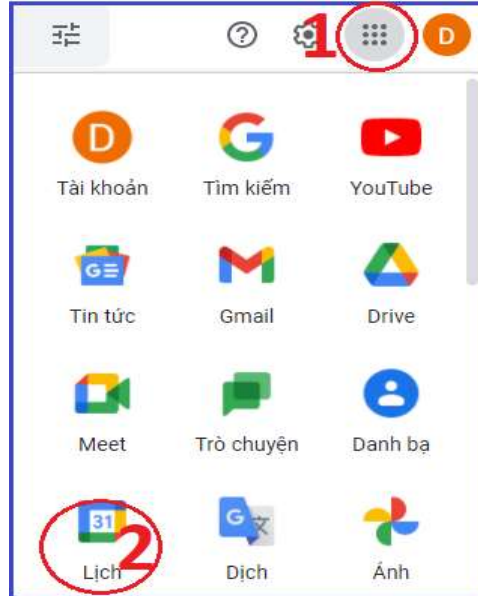 1
D
D
Tài khoản
Tìm kiếm
YouTube
G
Tin tức
Gmail
Drive
Meet
Trò chuyện
Danh bạ
31
2
G
文
Lịch
Dịch
Ảnh